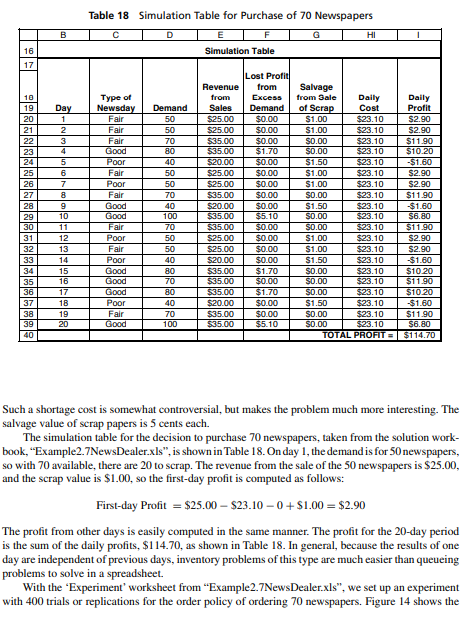 Table 18 Simulation Table for Purchase of 70 Newspapers
B C D E F G HI I
16 Simulation Table
17
Lost Profit
Revenue from Salvage
18 Type of from Excess from Sale Daily Daily
19 Day Newsday Demand Sales Demand of Scrap Cost Profit
20 1 Fair 50 $25.00 $0.00 $1.00 $23.10 $2.90
21 2 Fair 50 $25.00 $0.00 $1.00 $23.10 $2.90
22 3 Fair 70 $35.00 $0.00 $0.00 $23.10 $11.90
23 4 Good 80 $35.00 $1.70 $0.00 $23.10 $10.20
24 5 Poor 40 $20.00 $0.00 $1.50 $23.10 -$1.60
25 6 Fair 50 $25.00 $0.00 $1.00 $23.10 $2.90
26 7 Poor 50 $25.00 $0.00 $1.00 $23.10 $2.90
27 8 Fair 70 $35.00 $0.00 $0.00 $23.10 $11.90
28 9 Good 40 $20.00 $0.00 $1.50 $23.10 -$1.60
29 10 Good 100 $35.00 $5.10 $0.00 $23.10 $6.80
30 11 Fair 70 $35.00 $0.00 $0.00 $23.10 $11.90
31 12 Poor 50 $25.00 $0.00 $1.00 $23.10 $2.90
32 13 Fair 50 $25.00 $0.00 $1.00 $23.10 $2.90
33 14 Poor 40 $20.00 $0.00 $1.50 $23.10 -$1.60
34 15 Good 80 $35.00 $1.70 $0.00 $23.10 $10.20
35 16 Good 70 $35.00 $0.00 $0.00 $23.10 $11.90
36 17 Good 80 $35.00 $1.70 $0.00 $23.10 $10.20
37 18 Poor 40 $20.00 $0.00 $1.50 $23.10 -$1.60
38 19 Fair 70 $35.00 $0.00 $0.00 $23.10 $11.90
39 20 Good 100 $35.00 $5.10 $0.00 $23.10 $6.80
40 TOTAL PROFIT = $114.70
Such a shortage cost is somewhat controversial, but makes the problem much more interesting. The
salvage value of scrap papers is 5 cents each.
The simulation table for the decision to purchase 70 newspapers, taken from the solution work-
book, “Example2.7NewsDealer.xls”, is shown in Table 18. On day 1, the demand is for 50 newspapers,
so with 70 available, there are 20 to scrap. The revenue from the sale of the 50 newspapers is $25.00,
and the scrap value is $1.00, so the first-day profit is computed as follows:
First-day Profit = $25.00 − $23.10 − 0 + $1.00 = $2.90
The profit from other days is easily computed in the same manner. The profit for the 20-day period
is the sum of the daily profits, $114.70, as shown in Table 18. In general, because the results of one
day are independent of previous days, inventory problems of this type are much easier than queueing
problems to solve in a spreadsheet.
With the ‘Experiment’ worksheet from “Example2.7NewsDealer.xls”, we set up an experiment
with 400 trials or replications for the order policy of ordering 70 newspapers. Figure 14 shows the